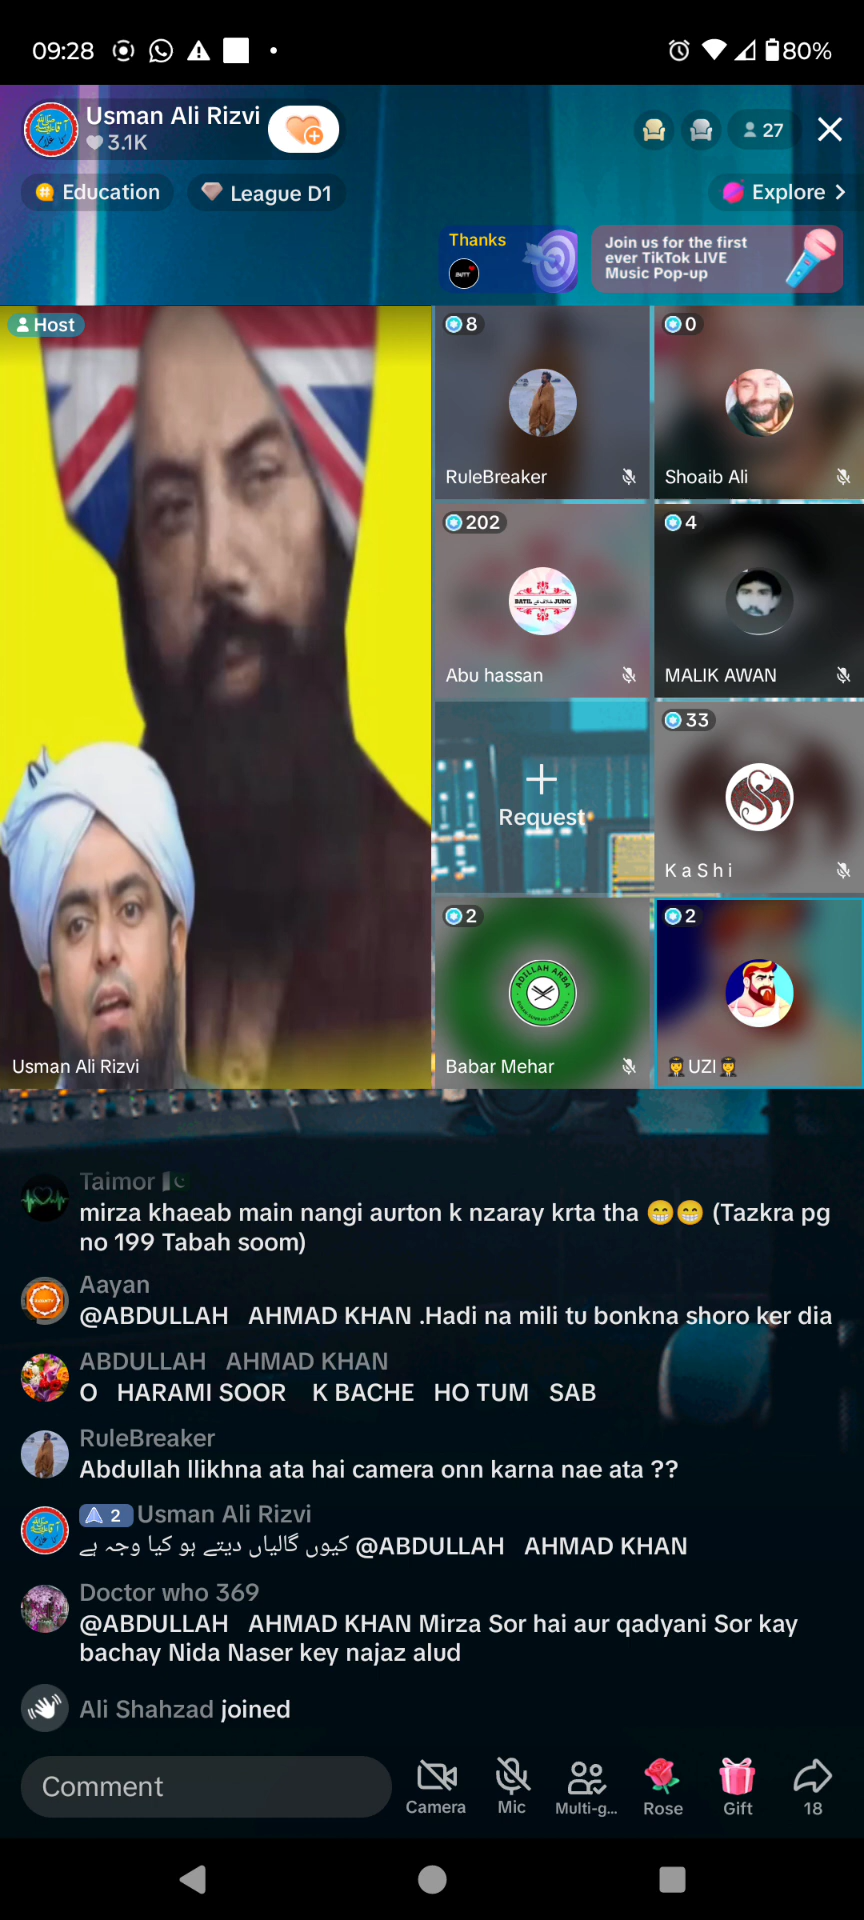 09:28
80%
Usman Ali Rizvi
3.1K
27
Education
League D1
Explore
Thanks
Join us for the first
ever TikTok LIVE
Music Pop-up
Host
8
0
RuleBreaker
Shoaib Ali
202
4
BATIL کے خلاف JUNG
Abu hassan
MALIK AWAN
33
Request
K a S h i
2
2
ADILLAH ARBA
Usman Ali Rizvi
Babar Mehar
UZI
Taimor 🇵🇰
mirza khaeab main nangi aurton k nzaray krta tha 😁😁 (Tazkra pg
no 199 Tabah soom)
Aayan
@ABDULLAH AHMAD KHAN .Hadi na mili tu bonkna shoro ker dia
ABDULLAH AHMAD KHAN
O HARAMI SOOR K BACHE HO TUM SAB
RuleBreaker
Abdullah llikhna ata hai camera onn karna nae ata ??
2 Usman Ali Rizvi
@ABDULLAH AHMAD KHAN کیوں گالیاں دیتے ہو کیا وجہ ہے
Doctor who 369
@ABDULLAH AHMAD KHAN Mirza Sor hai aur qadyani Sor kay
bachay Nida Naser key najaz alud
Ali Shahzad joined
Comment
Camera
Mic
Multi-g...
Rose
Gift
18